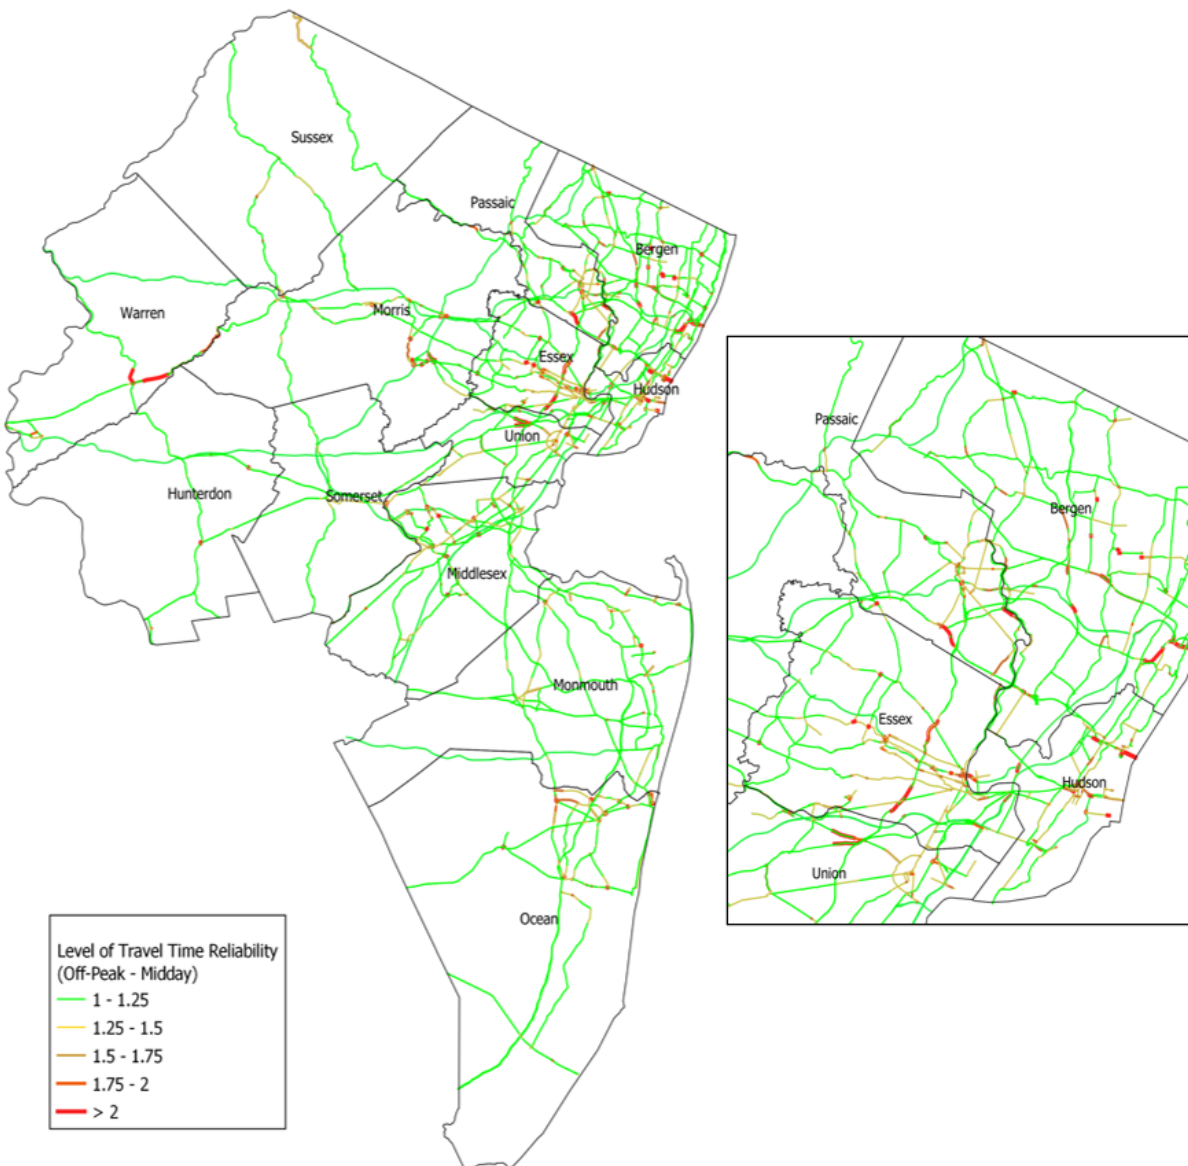 Sussex
Passaic
Bergen
Warren
Morris
Essex
Hudson
Union
Hunterdon
Somerset
Middlesex
Monmouth
Ocean
Passaic
Bergen
Essex
Hudson
Union
Level of Travel Time Reliability
(Off-Peak - Midday)
1 - 1.25
1.25 - 1.5
1.5 - 1.75
1.75 - 2
> 2